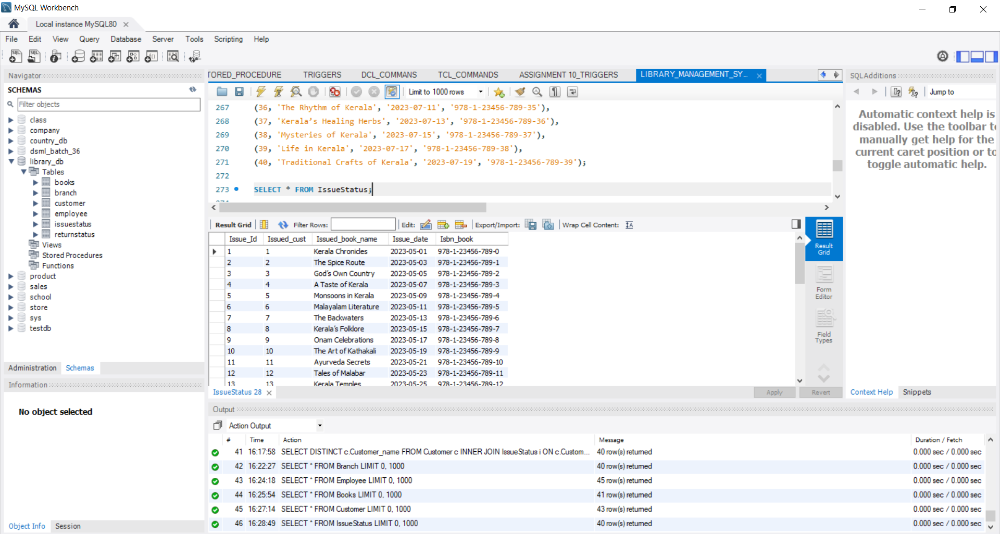 MySQL Workbench
Local instance MySQL80
File Edit View Query Database Server Tools Scripting Help
Navigator
SCHEMAS
Filter objects
class
company
country_db
dsml_batch_36
library_db
Tables
books
branch
customer
employee
issuestatus
returnstatus
Views
Stored Procedures
Functions
product
sales
school
store
sys
testdb
Administration Schemas
Information
No object selected
Object Info Session
TORED_PROCEDURE TRIGGERS DCL_COMMANS TCL_COMMANDS ASSIGNMENT 10_TRIGGERS LIBRARY_MANAGEMENT_SY...
Limit to 1000 rows
267 (36, 'The Rhythm of Kerala', '2023-07-11', '978-1-23456-789-35'),
268 (37, 'Kerala’s Healing Herbs', '2023-07-13', '978-1-23456-789-36'),
269 (38, 'Mysteries of Kerala', '2023-07-15', '978-1-23456-789-37'),
270 (39, 'Life in Kerala', '2023-07-17', '978-1-23456-789-38'),
271 (40, 'Traditional Crafts of Kerala', '2023-07-19', '978-1-23456-789-39');
272
273 SELECT * FROM IssueStatus;
Result Grid Filter Rows: Edit: Export/Import: Wrap Cell Content:
Issue_Id Issued_cust Issued_book_name Issue_date Isbn_book
1 1 Kerala Chronicles 2023-05-01 978-1-23456-789-0
2 2 The Spice Route 2023-05-03 978-1-23456-789-1
3 3 God’s Own Country 2023-05-05 978-1-23456-789-2
4 4 A Taste of Kerala 2023-05-07 978-1-23456-789-3
5 5 Monsoons in Kerala 2023-05-09 978-1-23456-789-4
6 6 Malayalam Literature 2023-05-11 978-1-23456-789-5
7 7 The Backwaters 2023-05-13 978-1-23456-789-6
8 8 Kerala’s Folklore 2023-05-15 978-1-23456-789-7
9 9 Onam Celebrations 2023-05-17 978-1-23456-789-8
10 10 The Art of Kathakali 2023-05-19 978-1-23456-789-9
11 11 Ayurveda Secrets 2023-05-21 978-1-23456-789-10
12 12 Tales of Malabar 2023-05-23 978-1-23456-789-11
13 13 Kerala Temples 2023-05-25 978-1-23456-789-12
Result
Grid
Form
Editor
Field
Types
IssueStatus 28
Apply Revert
SQLAdditions
Jump to
Automatic context help is
disabled. Use the toolbar to
manually get help for the
current caret position or to
toggle automatic help.
Context Help Snippets
Output
Action Output
# Time Action Message Duration / Fetch
41 16:17:58 SELECT DISTINCT c.Customer_name FROM Customer c INNER JOIN IssueStatus i ON c.Custom... 40 row(s) returned 0.000 sec / 0.000 sec
42 16:22:27 SELECT * FROM Branch LIMIT 0, 1000 40 row(s) returned 0.000 sec / 0.000 sec
43 16:24:18 SELECT * FROM Employee LIMIT 0, 1000 45 row(s) returned 0.000 sec / 0.000 sec
44 16:25:54 SELECT * FROM Books LIMIT 0, 1000 41 row(s) returned 0.000 sec / 0.000 sec
45 16:27:14 SELECT * FROM Customer LIMIT 0, 1000 43 row(s) returned 0.000 sec / 0.000 sec
46 16:28:49 SELECT * FROM IssueStatus LIMIT 0, 1000 40 row(s) returned 0.000 sec / 0.000 sec